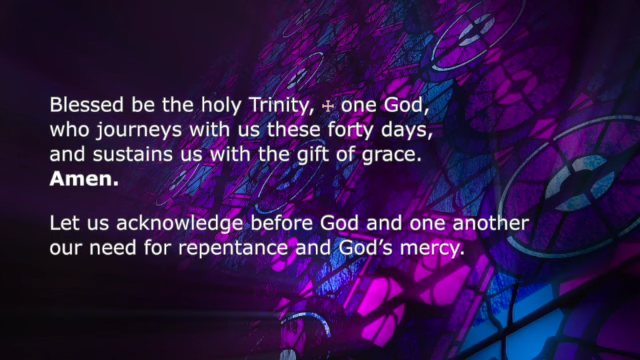 Blessed be the holy Trinity, ☩ one God,
who journeys with us these forty days,
and sustains us with the gift of grace.
Amen.
Let us acknowledge before God and one another
our need for repentance and God’s mercy.